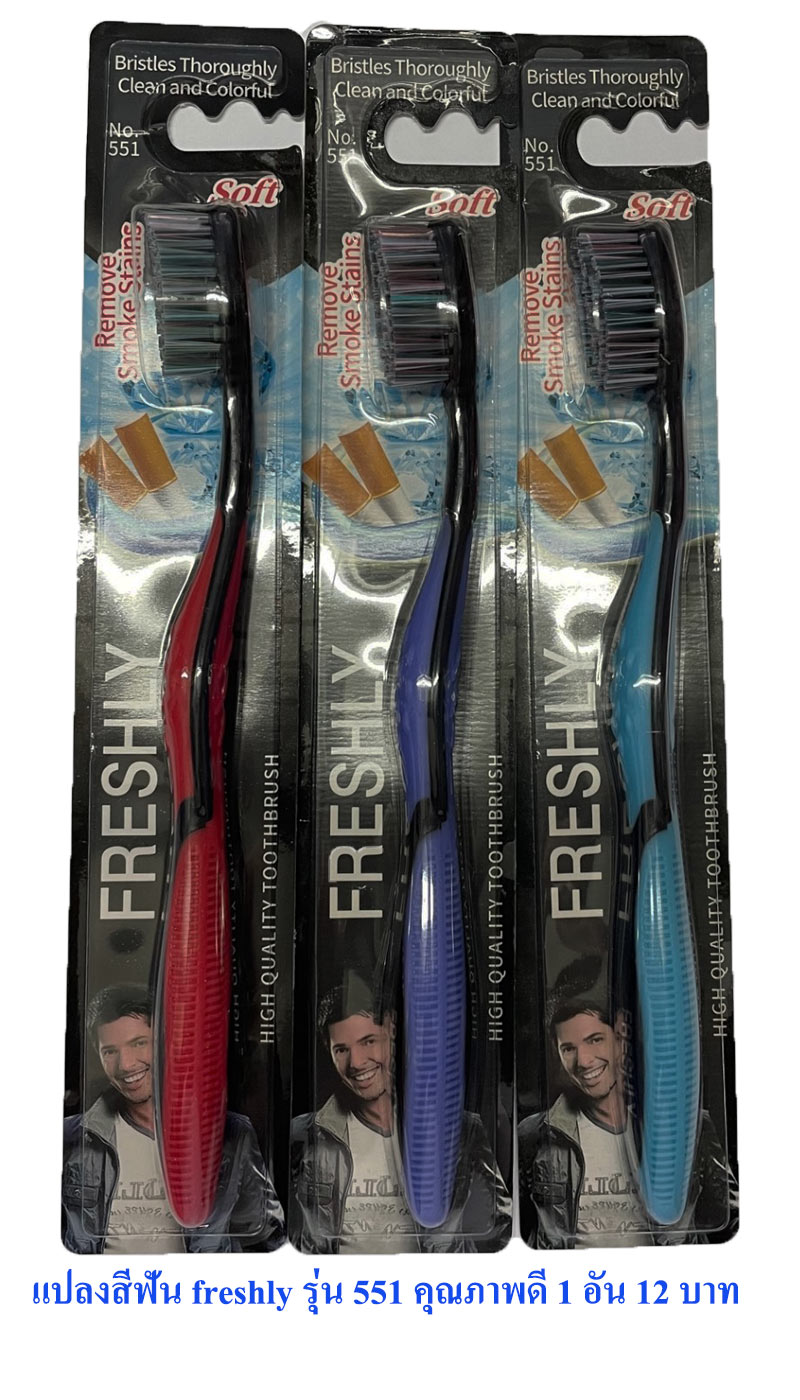 Bristles Thoroughly
Clean and Colorful
No.
551
Soft
Remove
Smoke Stains
FRESHLY
HIGH QUALITY TOOTHBRUSH
Bristles Thoroughly
Clean and Colorful
No.
551
Soft
Remove
Smoke Stains
FRESHLY
HIGH QUALITY TOOTHBRUSH
Bristles Thoroughly
Clean and Colorful
No.
551
Soft
Remove
Smoke Stains
FRESHLY
HIGH QUALITY TOOTHBRUSH
แปลงสีฟัน freshly รุ่น 551 คุณภาพดี 1 อัน 12 บาท